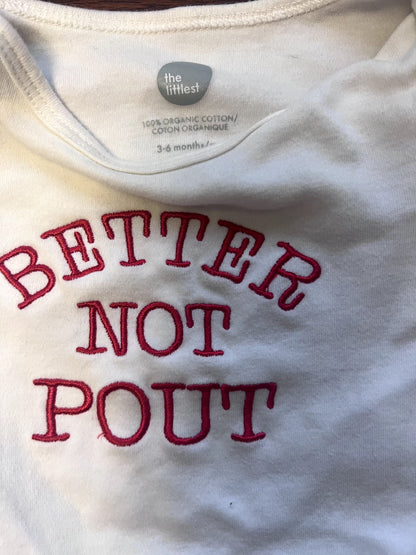 the
littlest
100% ORGANIC COTTON/
COTON ORGANIQUE
3-6 months/
BETTER
NOT
POUT